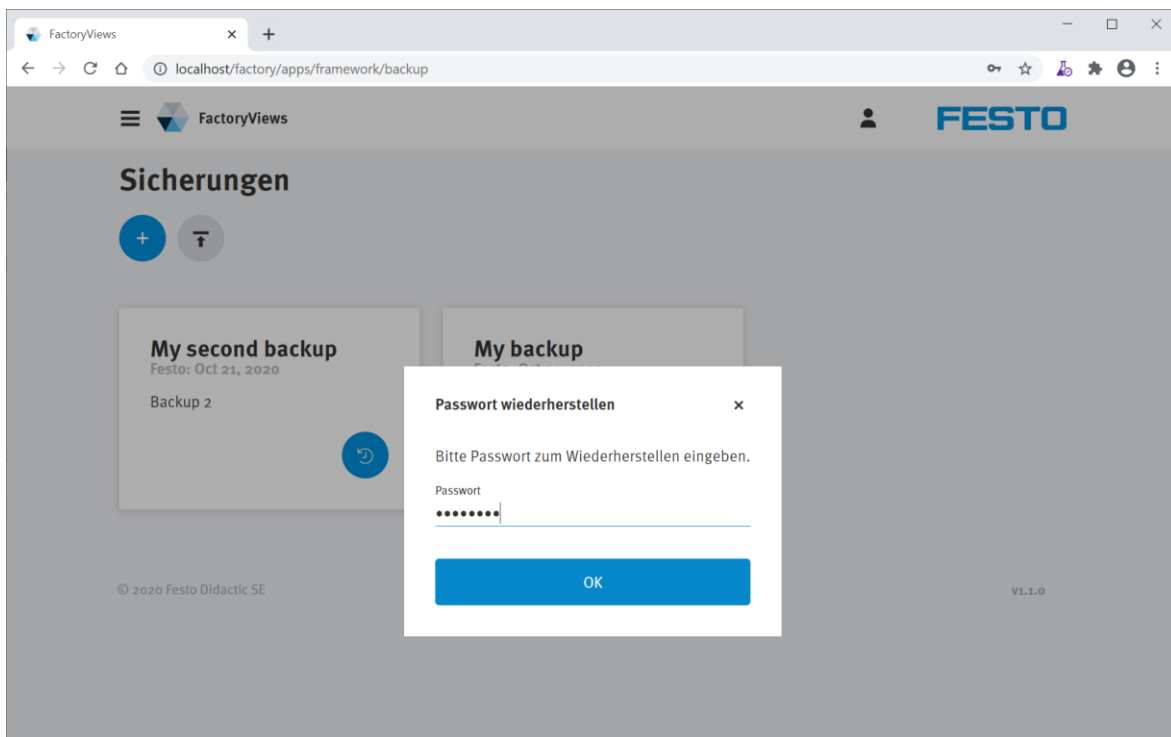 FactoryViews
localhost/factory/apps/framework/backup
FactoryViews
FESTO
Sicherungen
My second backup
Festo: Oct 21, 2020
Backup 2
My backup
Passwort wiederherstellen
Bitte Passwort zum Wiederherstellen eingeben.
Passwort
••••••••
OK
© 2020 Festo Didactic SE
V1.1.0